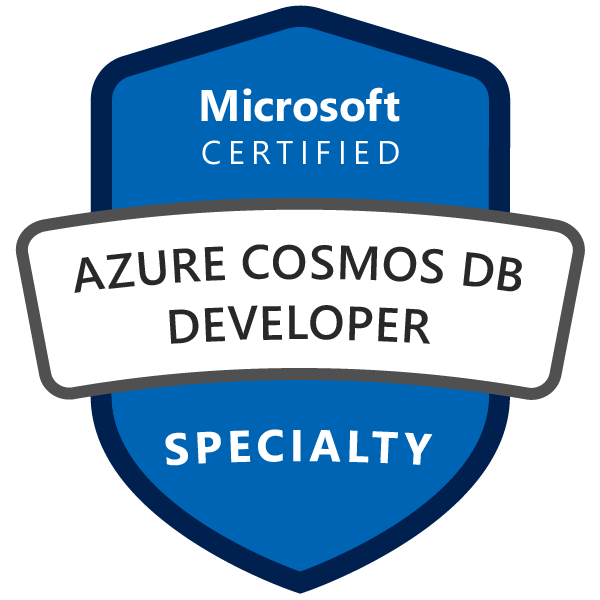 Microsoft
CERTIFIED
AZURE COSMOS DB
DEVELOPER
SPECIALTY